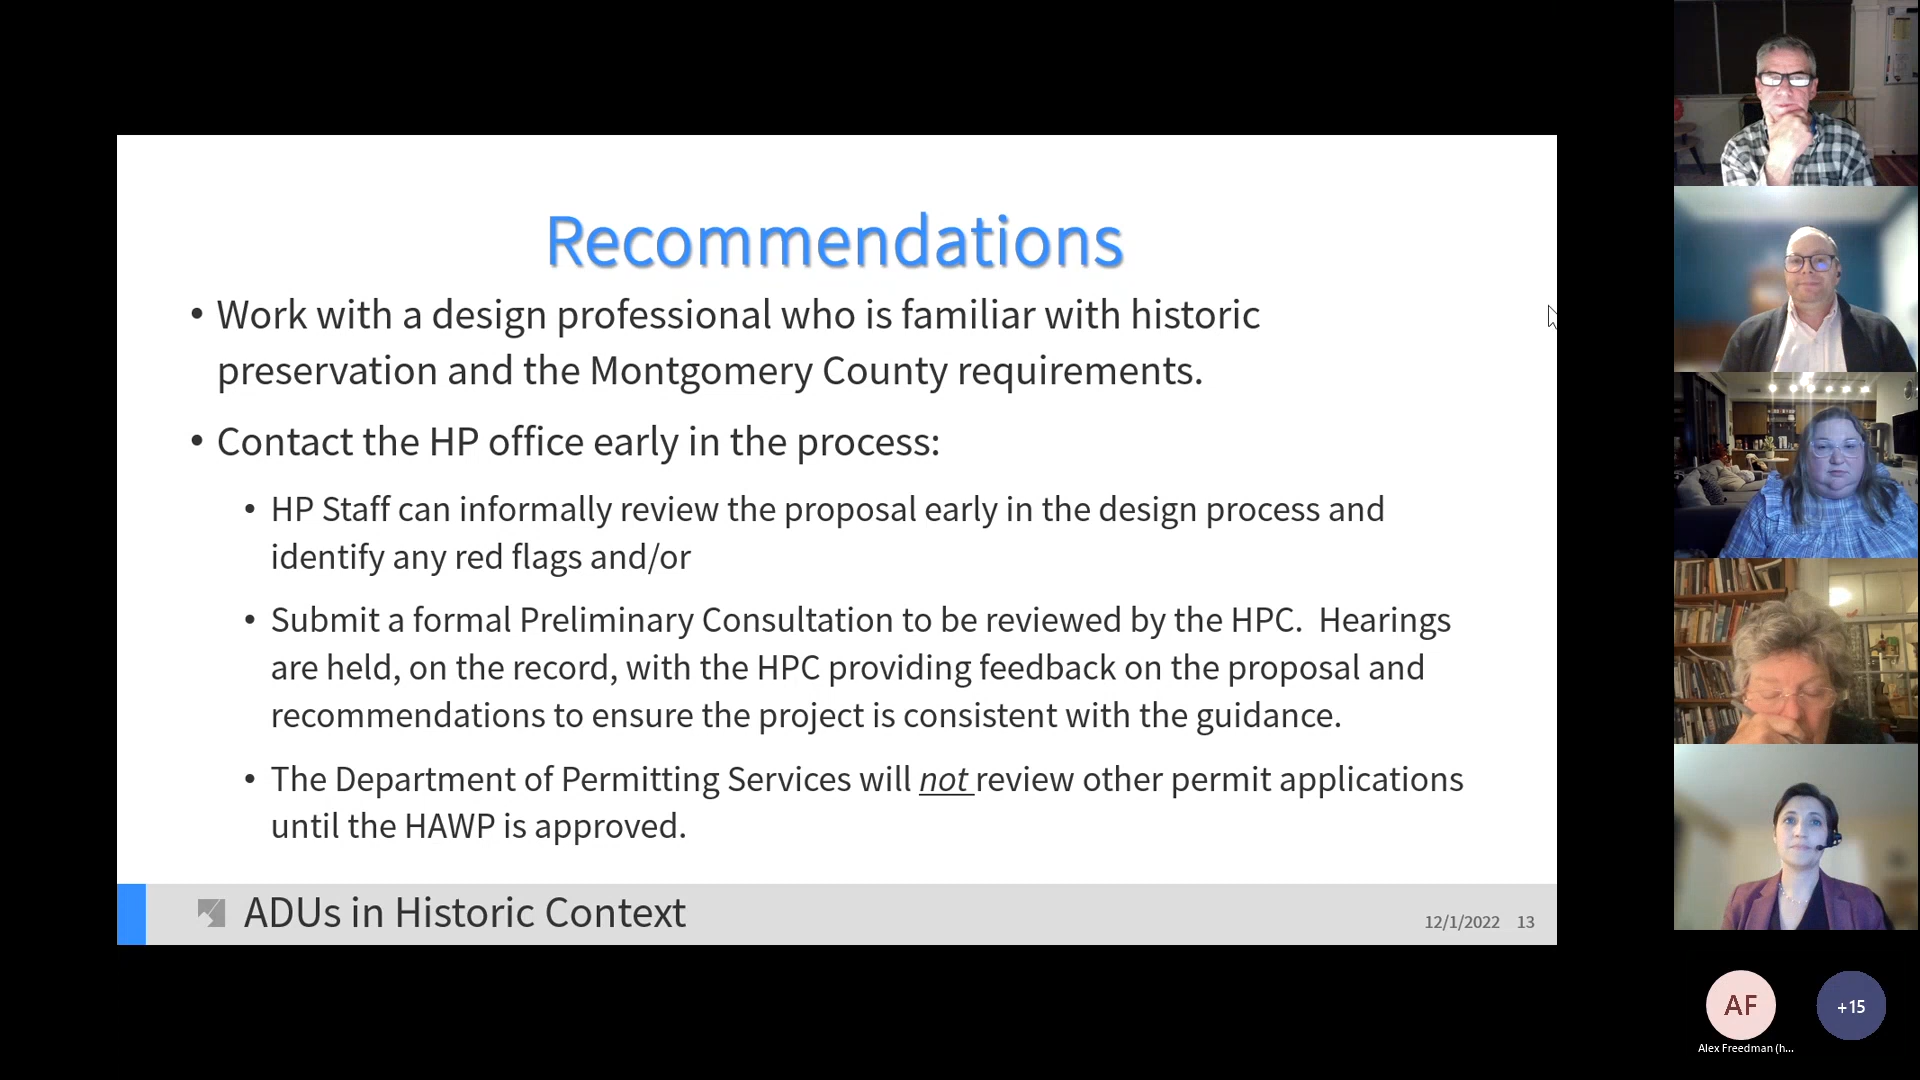 Recommendations
• Work with a design professional who is familiar with historic
preservation and the Montgomery County requirements.
• Contact the HP office early in the process:
• HP Staff can informally review the proposal early in the design process and
identify any red flags and/or
• Submit a formal Preliminary Consultation to be reviewed by the HPC.  Hearings
are held, on the record, with the HPC providing feedback on the proposal and
recommendations to ensure the project is consistent with the guidance.
• The Department of Permitting Services will not review other permit applications
until the HAWP is approved.
ADUs in Historic Context
12/1/2022 13
AF
+15
Alex Freedman (h...